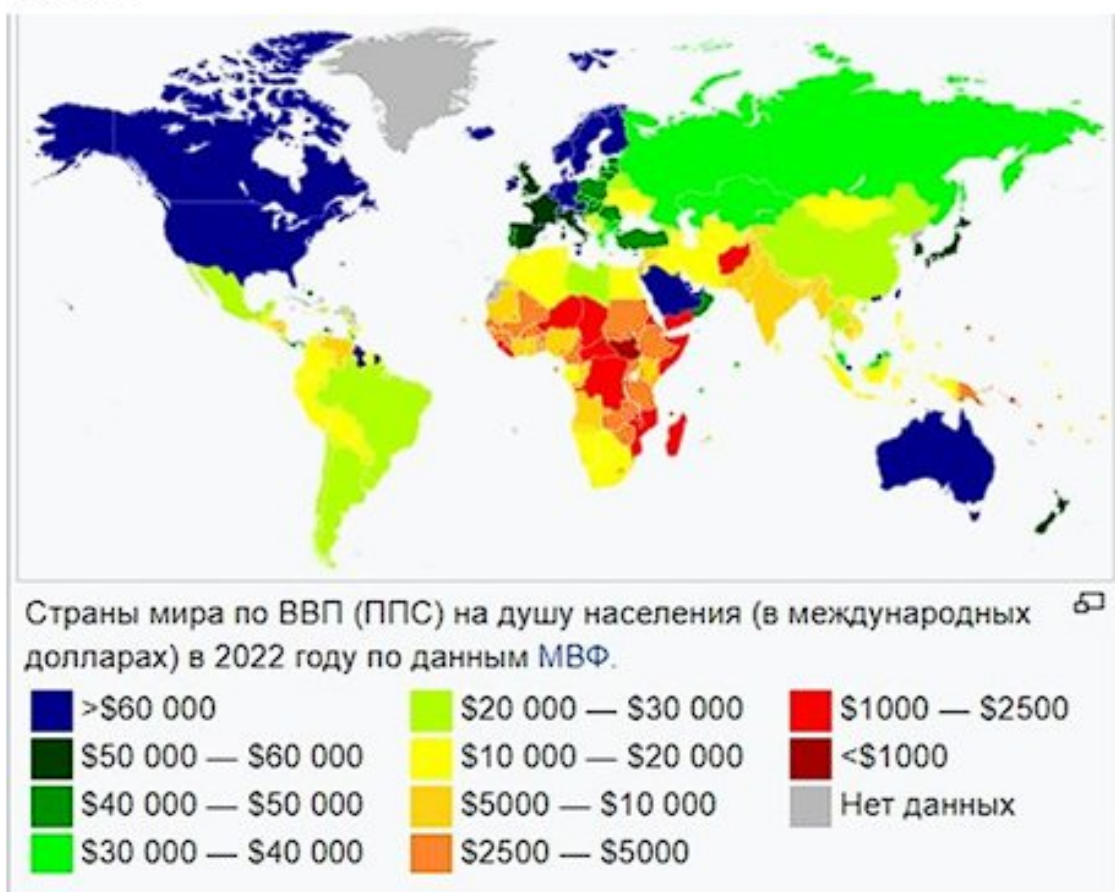 Страны мира по ВВП (ППС) на душу населения (в международных
долларах) в 2022 году по данным МВФ.
>$60 000
$50 000 — $60 000
$40 000 — $50 000
$30 000 — $40 000
$20 000 — $30 000
$10 000 — $20 000
$5000 — $10 000
$2500 — $5000
$1000 — $2500
<$1000
Нет данных